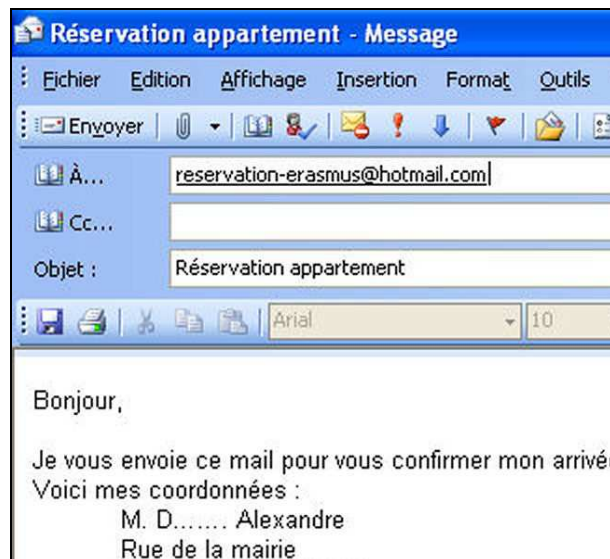 Réservation appartement - Message
Fichier Edition Affichage Insertion Format Outils
Envoyer
À...
reservation-erasmus@hotmail.com
Cc...
Objet :
Réservation appartement
Arial 10
Bonjour,
Je vous envoie ce mail pour vous confirmer mon arrivée
Voici mes coordonnées :
M. D....... Alexandre
Rue de la mairie